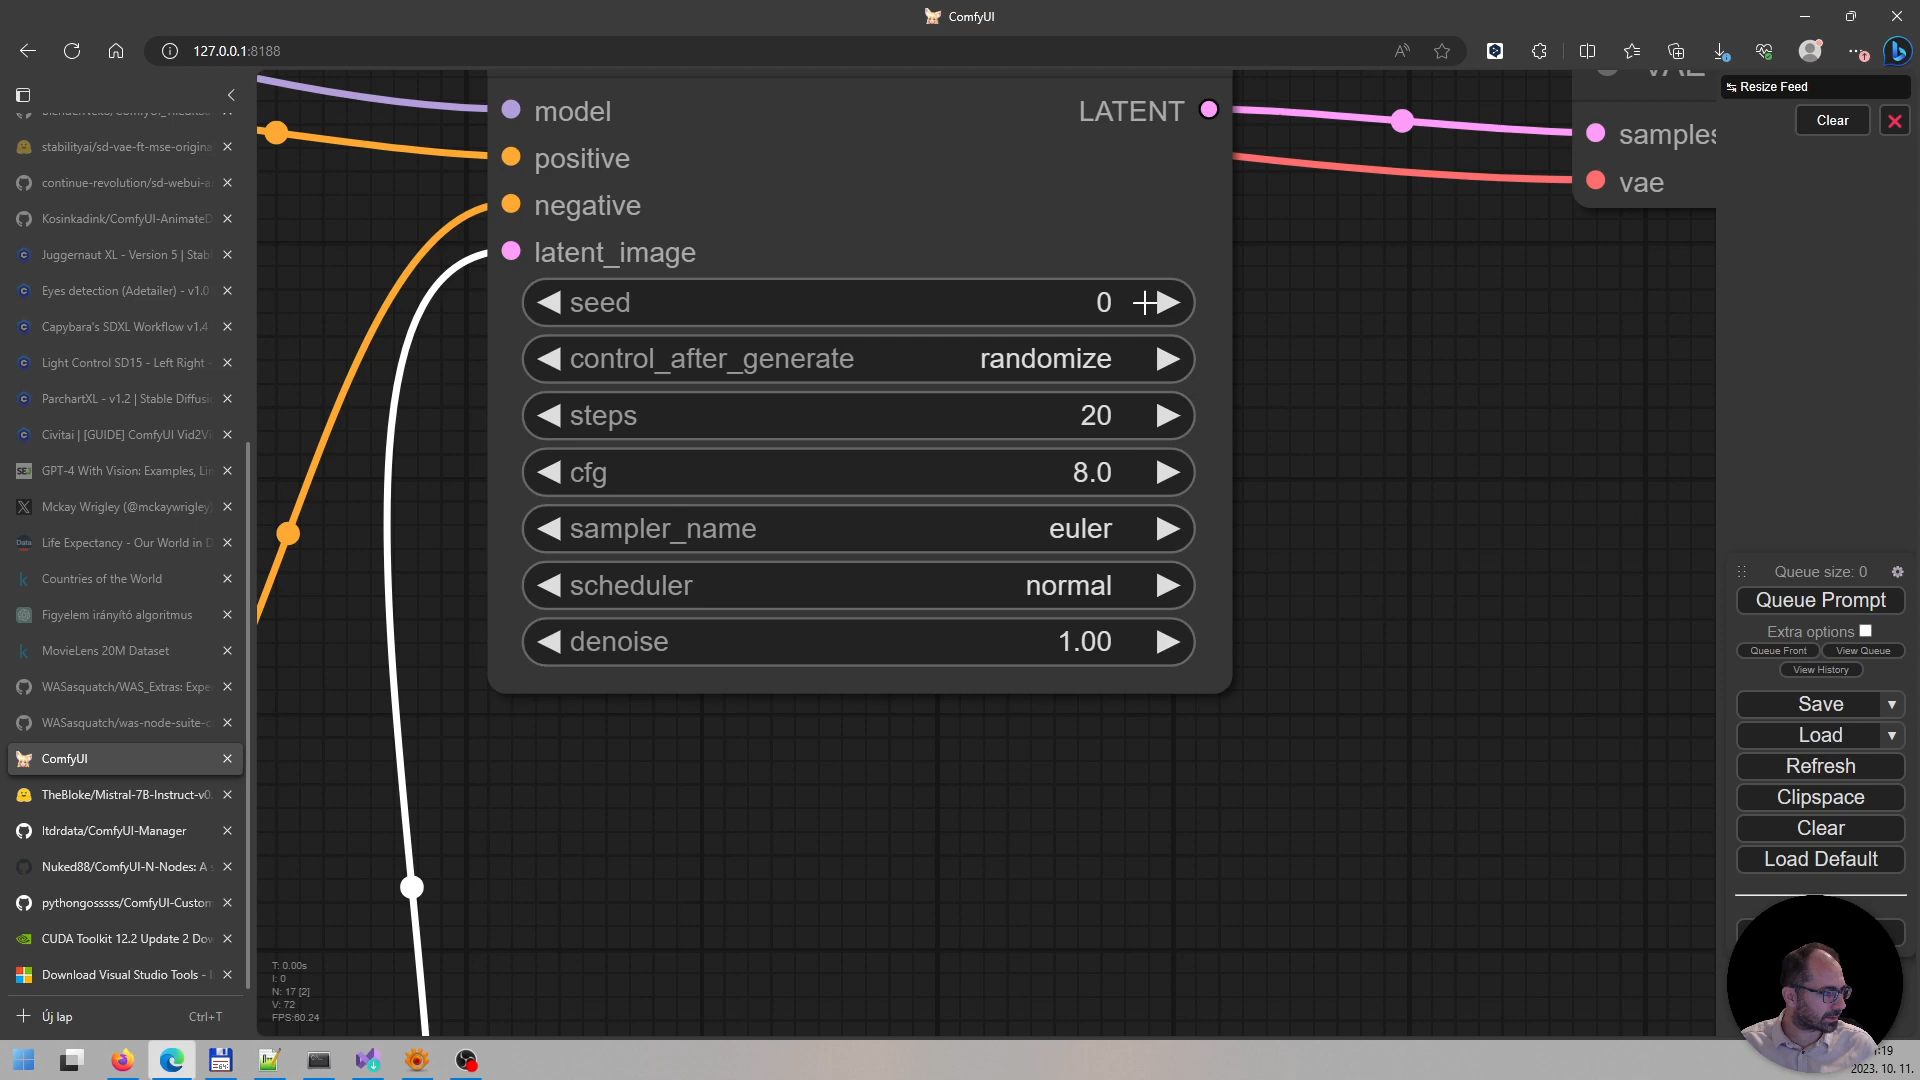 ComfyUI
127.0.0.1:8188
stabilityai/sd-vae-ft-mse-origina
continue-revolution/sd-webui-a
Kosinkadink/ComfyUI-AnimateD
Juggernaut XL - Version 5 | Stabl
Eyes detection (Adetailer) - v1.0
Capybara's SDXL Workflow v1.4
Light Control SD15 - Left Right -
ParchartXL - v1.2 | Stable Diffusi
Civitai | [GUIDE] ComfyUI Vid2Vi
GPT-4 With Vision: Examples, Li
Mckay Wrigley (@mckaywrigley)
Life Expectancy - Our World in D
Countries of the World
Figyelem irányító algoritmus
MovieLens 20M Dataset
WASasquatch/WAS_Extras: Expe
WASasquatch/was-node-suite-c
ComfyUI
TheBloke/Mistral-7B-Instruct-v0.
ltdrdata/ComfyUI-Manager
Nuked88/ComfyUI-N-Nodes: A s
pythongosssss/ComfyUI-Custom
CUDA Toolkit 12.2 Update 2 Dow
Download Visual Studio Tools - I
Új lap Ctrl+T
model LATENT
positive
negative
latent_image
seed 0
control_after_generate randomize
steps 20
cfg 8.0
sampler_name euler
scheduler normal
denoise 1.00
VAE
samples
vae
T: 0.00s
I: 0
N: 17 [2]
V: 72
FPS:60.24
Resize Feed
Clear
Queue size: 0
Queue Prompt
Extra options
Queue Front View Queue
View History
Save
Load
Refresh
Clipspace
Clear
Load Default
:19
2023. 10. 11.